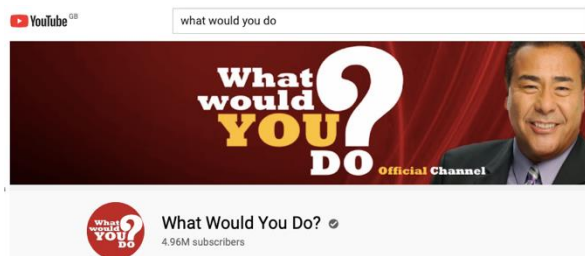 YouTube GB
what would you do
What
would
YOU
DO ?
Official Channel
What
would
YOU
DO ?
What Would You Do?
4.96M subscribers